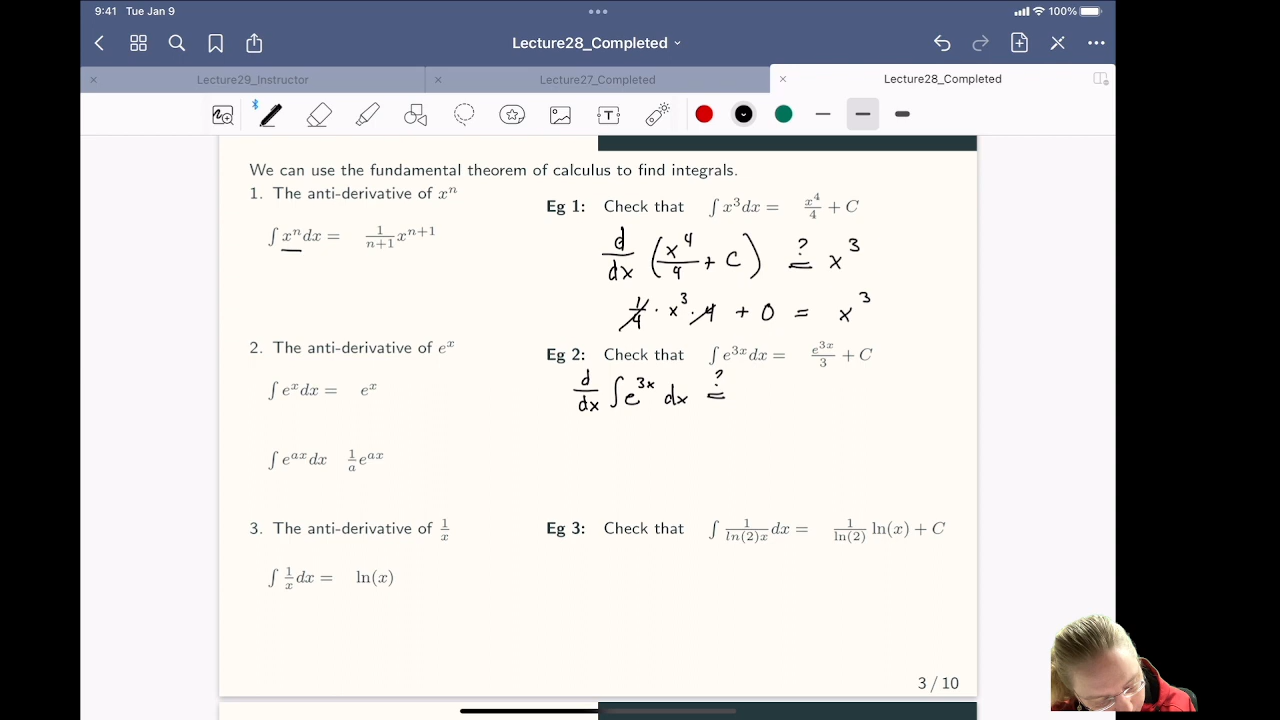 9:41 Tue Jan 9
100%
Lecture28_Completed
Lecture29_Instructor
Lecture27_Completed
Lecture28_Completed
T
We can use the fundamental theorem of calculus to find integrals.
1. The anti-derivative of xⁿ
∫ xⁿdx = 1/(n+1) xⁿ⁺¹
Eg 1: Check that ∫ x³dx = x⁴/4 + C
d/dx (x⁴/4 + C) ?= x³
1/4 · x³ · 4 + 0 = x³
2. The anti-derivative of eˣ
∫ eˣdx = eˣ
∫ eᵃˣdx 1/a eᵃˣ
Eg 2: Check that ∫ e³ˣdx = e³ˣ/3 + C
d/dx ∫ e³ˣ dx ?=
3. The anti-derivative of 1/x
∫ 1/x dx = ln(x)
Eg 3: Check that ∫ 1/(ln(2)x) dx = 1/ln(2) ln(x) + C
3 / 10